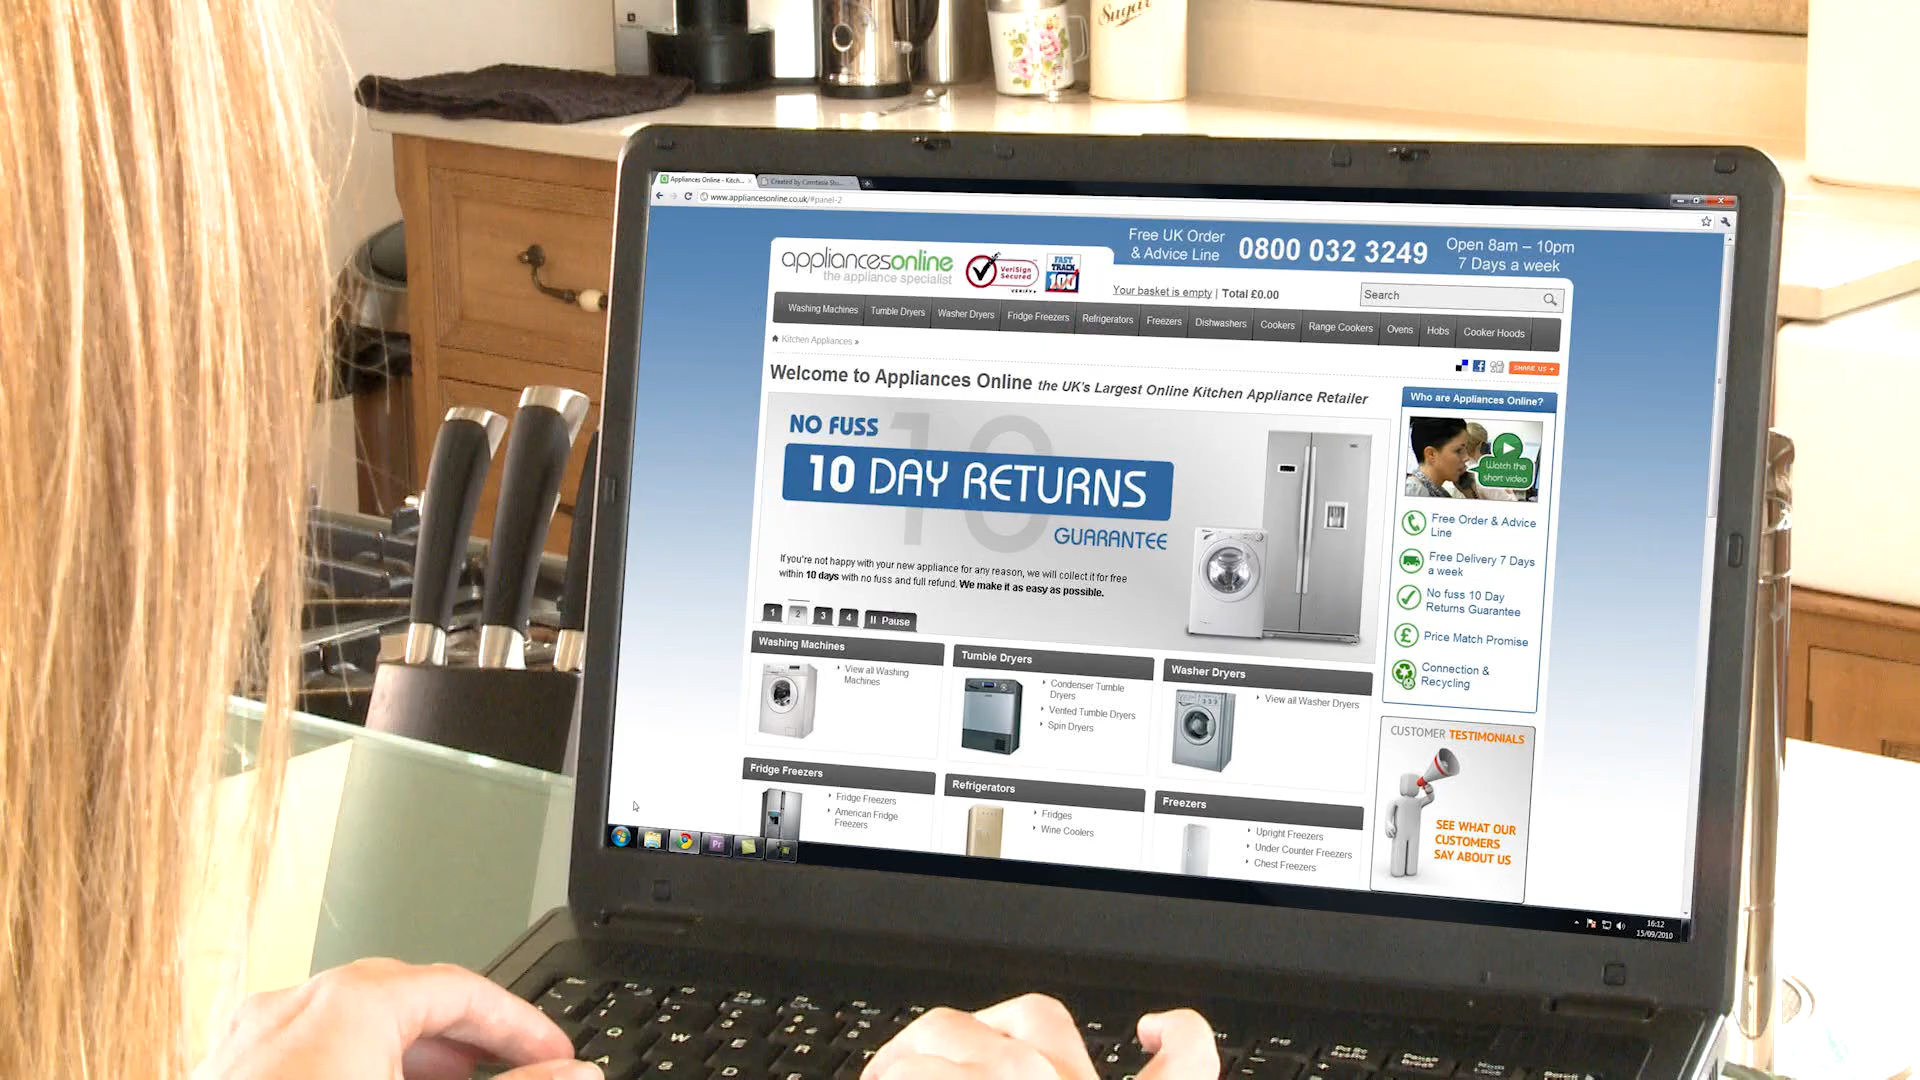 Sugar
Appliances Online - Kitch...
Created by Camtasia Stu...
www.appliancesonline.co.uk/#panel-2
Free UK Order
& Advice Line
0800 032 3249
Open 8am – 10pm
7 Days a week
appliancesonline
the appliance specialist
VeriSign
Secured
VERIFY
FAST
TRACK
100
Your basket is empty | Total £0.00
Search
Washing Machines Tumble Dryers Washer Dryers Fridge Freezers Refrigerators Freezers Dishwashers Cookers Range Cookers Ovens Hobs Cooker Hoods
Kitchen Appliances »
SHARE US +
Welcome to Appliances Online the UK's Largest Online Kitchen Appliance Retailer
10
NO FUSS
10 DAY RETURNS
GUARANTEE
If you're not happy with your new appliance for any reason, we will collect it for free
within 10 days with no fuss and full refund. We make it as easy as possible.
1 2 3 4 Pause
Who are Appliances Online?
Watch the
short video
Free Order & Advice
Line
Free Delivery 7 Days
a week
No fuss 10 Day
Returns Guarantee
£ Price Match Promise
Connection &
Recycling
Washing Machines
View all Washing
Machines
Tumble Dryers
Condenser Tumble
Dryers
Vented Tumble Dryers
Spin Dryers
Washer Dryers
View all Washer Dryers
CUSTOMER TESTIMONIALS
SEE WHAT OUR
CUSTOMERS
SAY ABOUT US
Fridge Freezers
Fridge Freezers
American Fridge
Freezers
Refrigerators
Fridges
Wine Coolers
Freezers
Upright Freezers
Under Counter Freezers
Chest Freezers
Pr
16:12
15/09/2010
Q W E R
A